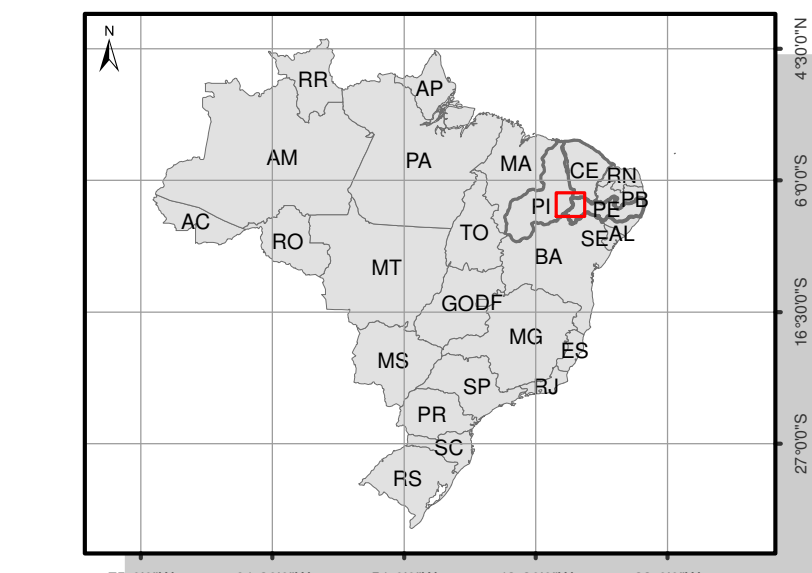 N
4°30'0"N
RR
AP
AM
PA
MA
CE
RN
6°0'0"S
PI
PE
PB
AC
RO
TO
SE
AL
MT
BA
GO
DF
16°30'0"S
MG
MS
ES
SP
RJ
PR
27°0'0"S
SC
RS